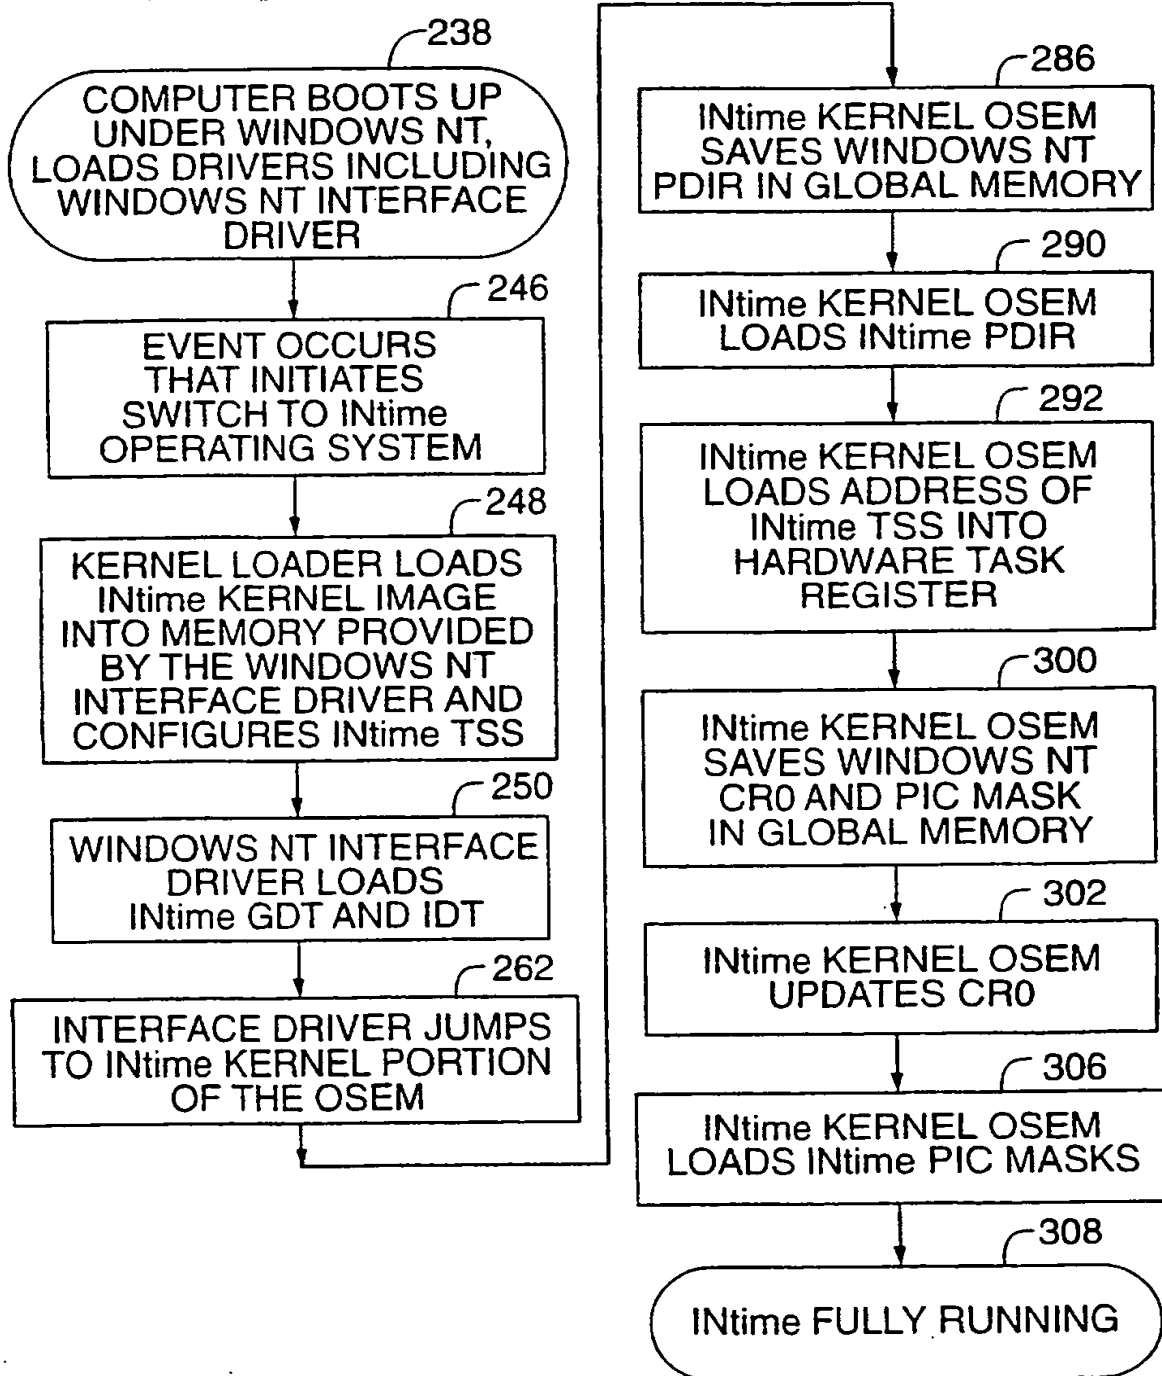 238
COMPUTER BOOTS UP
UNDER WINDOWS NT,
LOADS DRIVERS INCLUDING
WINDOWS NT INTERFACE
DRIVER
246
EVENT OCCURS
THAT INITIATES
SWITCH TO INtime
OPERATING SYSTEM
248
KERNEL LOADER LOADS
INtime KERNEL IMAGE
INTO MEMORY PROVIDED
BY THE WINDOWS NT
INTERFACE DRIVER AND
CONFIGURES INtime TSS
250
WINDOWS NT INTERFACE
DRIVER LOADS
INtime GDT AND IDT
262
INTERFACE DRIVER JUMPS
TO INtime KERNEL PORTION
OF THE OSEM
286
INtime KERNEL OSEM
SAVES WINDOWS NT
PDIR IN GLOBAL MEMORY
290
INtime KERNEL OSEM
LOADS INtime PDIR
292
INtime KERNEL OSEM
LOADS ADDRESS OF
INtime TSS INTO
HARDWARE TASK
REGISTER
300
INtime KERNEL OSEM
SAVES WINDOWS NT
CR0 AND PIC MASK
IN GLOBAL MEMORY
302
INtime KERNEL OSEM
UPDATES CR0
306
INtime KERNEL OSEM
LOADS INtime PIC MASKS
308
INtime FULLY RUNNING